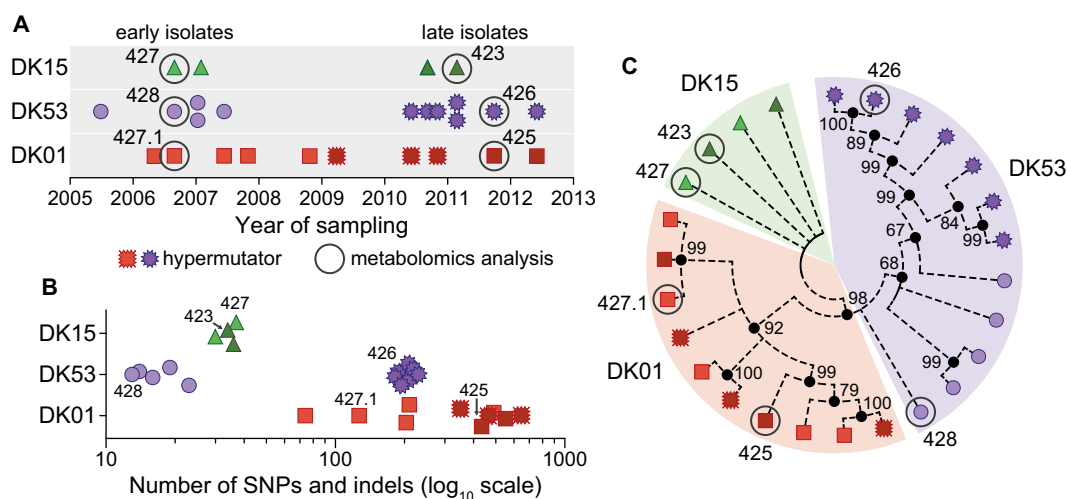 A
early isolates
late isolates
DK15
427
423
DK53
428
426
DK01
427.1
425
2005 2006 2007 2008 2009 2010 2011 2012 2013
Year of sampling
hypermutator
metabolomics analysis
B
DK15
423
427
DK53
428
426
DK01
427.1
425
10 100 1000
Number of SNPs and indels (log10 scale)
C
DK15
426
423
427
DK53
100
89
99
99
84
99
67
68
99
98
99
427.1
92
DK01
100
99
79
100
425
428